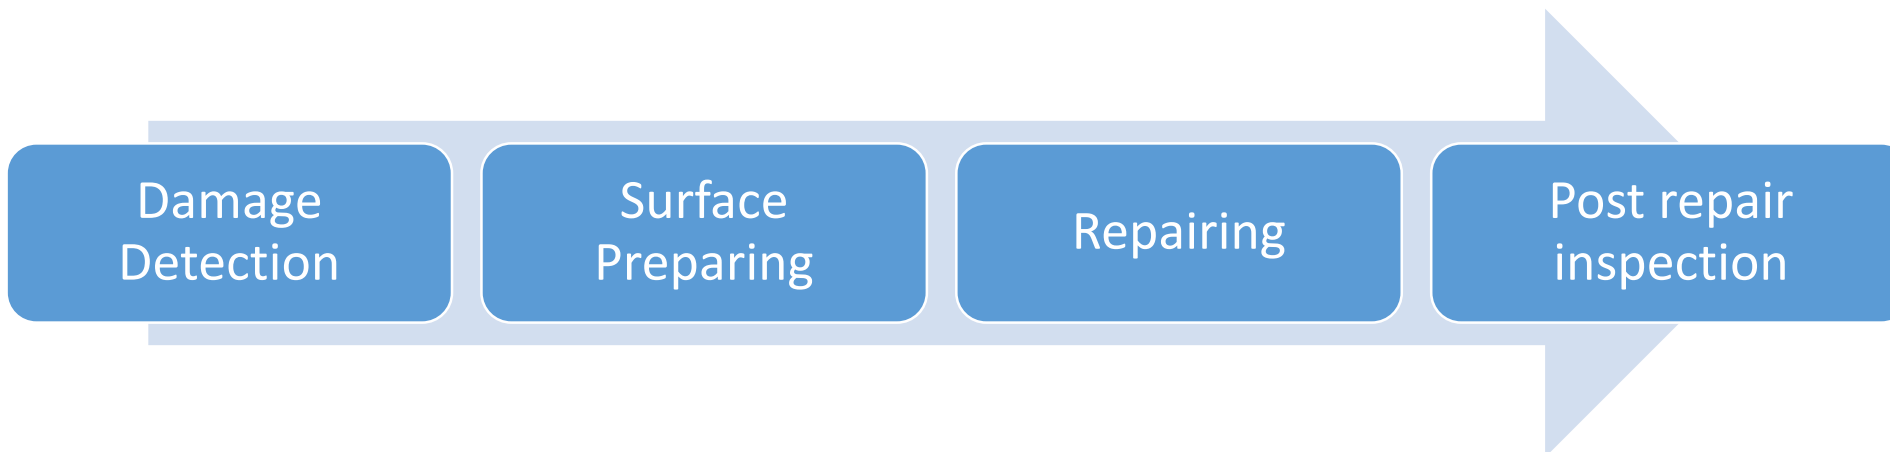 Damage
Detection
Surface
Preparing
Repairing
Post repair
inspection